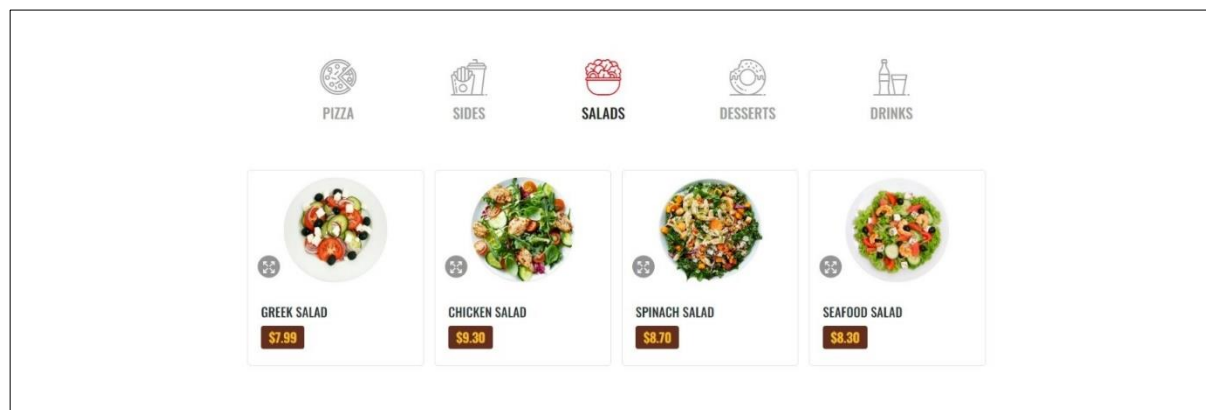 PIZZA SIDES SALADS DESSERTS DRINKS
GREEK SALAD CHICKEN SALAD SPINACH SALAD SEAFOOD SALAD
$7.99 $9.30 $8.70 $8.30